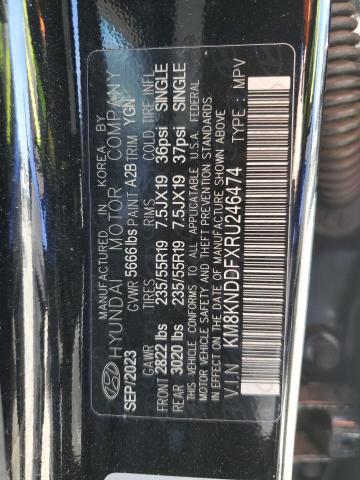 MANUFACTURED IN KOREA BY
HYUNDAI MOTOR COMPANY
SEP/2023 GVWR 5666lbs PAINT A2B TRIM YGN
GAWR TIRES RIMS COLD TIRE INFL
FRONT 2822 lbs 235/55R19 7.5JX19 36psi SINGLE
REAR 3020 lbs 235/55R19 7.5JX19 37psi SINGLE
THIS VEHICLE CONFORMS TO ALL APPLICABLE U.S.A. FEDERAL
MOTOR VEHICLE SAFETY AND THEFT PREVENTION STANDARDS
IN EFFECT ON THE DATE OF MANUFACTURE SHOWN ABOVE.
V.I.N : KM8KNDDFXRU246474 TYPE : MPV